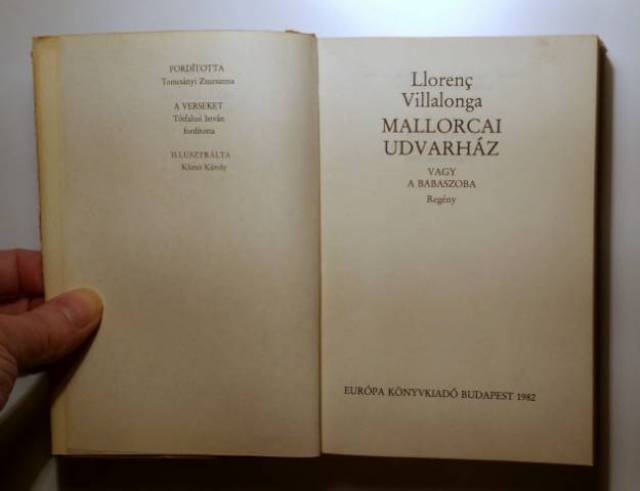 FORDÍTOTTA
Tomcsányi Zsuzsanna
A VERSEKET
Tótfalusi István
fordította
ILLUSZTRÁLTA
Kámó Károly
Llorenç
Villalonga
MALLORCAI
UDVARHÁZ
VAGY
A BABASZOBA
Regény
EURÓPA KÖNYVKIADÓ BUDAPEST 1982